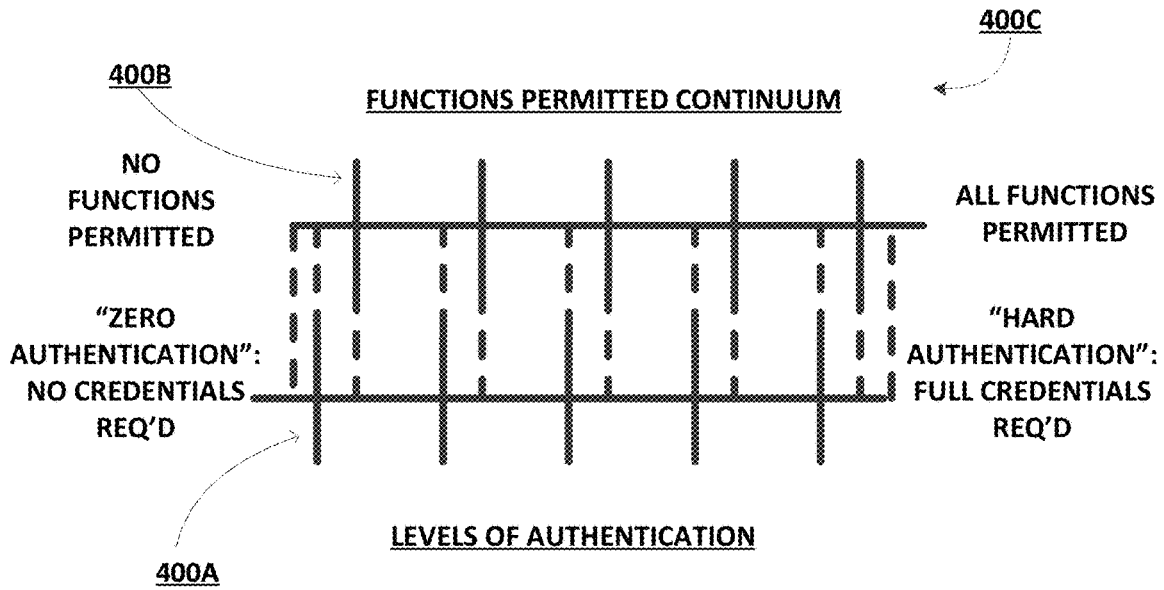 400C
400B
FUNCTIONS PERMITTED CONTINUUM
NO
FUNCTIONS
PERMITTED
ALL FUNCTIONS
PERMITTED
“ZERO
AUTHENTICATION”:
NO CREDENTIALS
REQ’D
“HARD
AUTHENTICATION”:
FULL CREDENTIALS
REQ’D
LEVELS OF AUTHENTICATION
400A